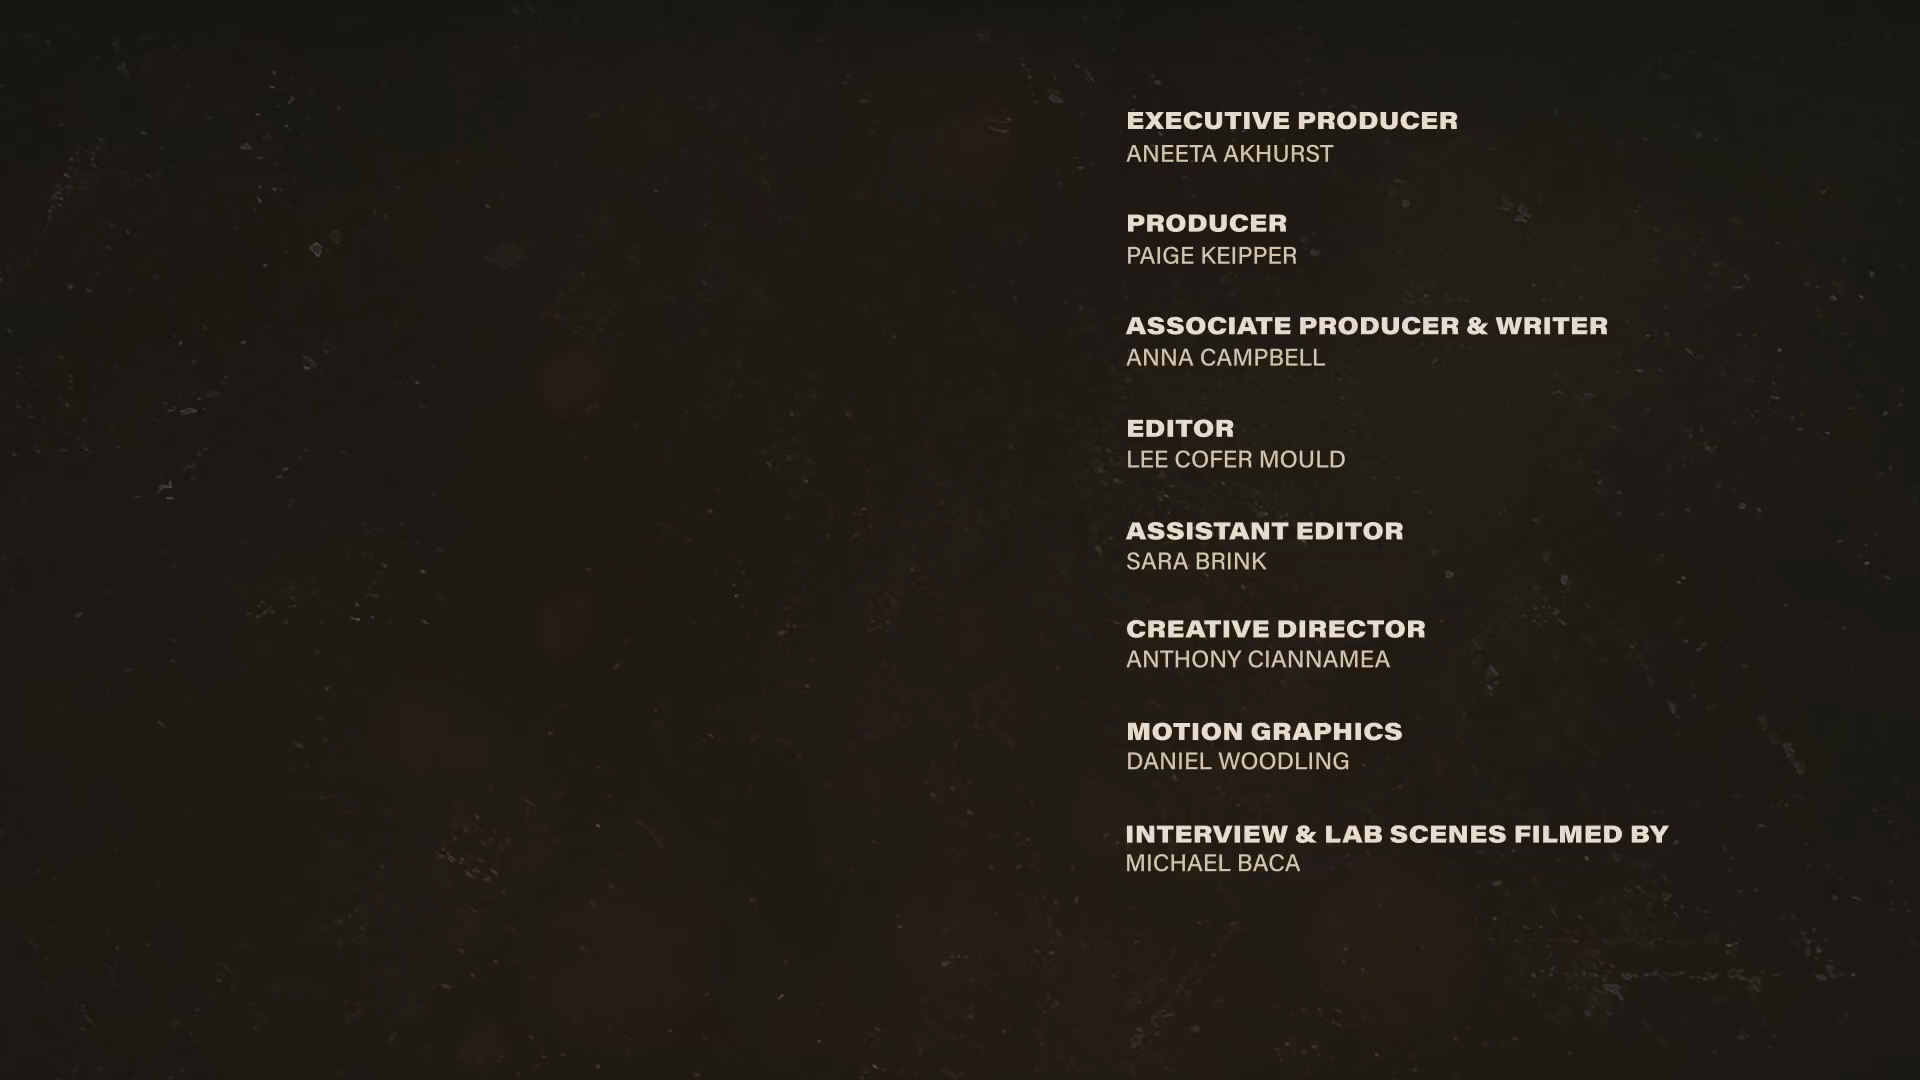 EXECUTIVE PRODUCER
ANEETA AKHURST
PRODUCER
PAIGE KEIPPER
ASSOCIATE PRODUCER & WRITER
ANNA CAMPBELL
EDITOR
LEE COFER MOULD
ASSISTANT EDITOR
SARA BRINK
CREATIVE DIRECTOR
ANTHONY CIANNAMEA
MOTION GRAPHICS
DANIEL WOODLING
INTERVIEW & LAB SCENES FILMED BY
MICHAEL BACA